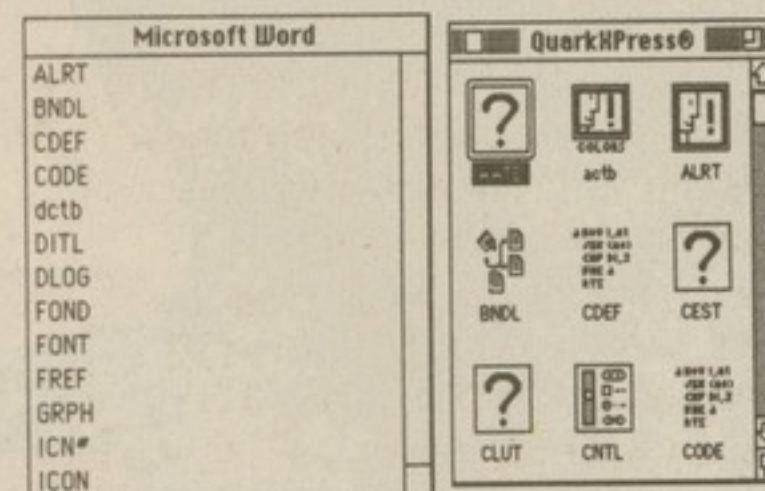 Microsoft Word
ALRT
BNDL
CDEF
CODE
dctb
DITL
DLOG
FOND
FONT
FREF
GRPH
ICN#
ICON
QuarkXPress®
COLORS
actb
ALRT
BNDL
CDEF
CEST
CLUT
CNTL
CODE